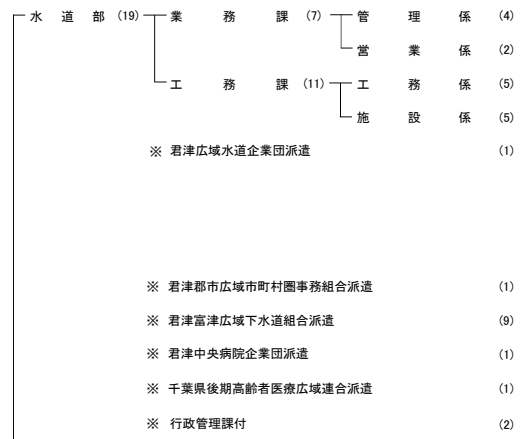 水道部 (19) 業務課 (7) 管理係 (4)
営業係 (2)
工務課 (11) 工務係 (5)
施設係 (5)
※ 君津広域水道企業団派遣 (1)
※ 君津郡市広域市町村圏事務組合派遣 (1)
※ 君津富津広域下水道組合派遣 (9)
※ 君津中央病院企業団派遣 (1)
※ 千葉県後期高齢者医療広域連合派遣 (1)
※ 行政管理課付 (2)